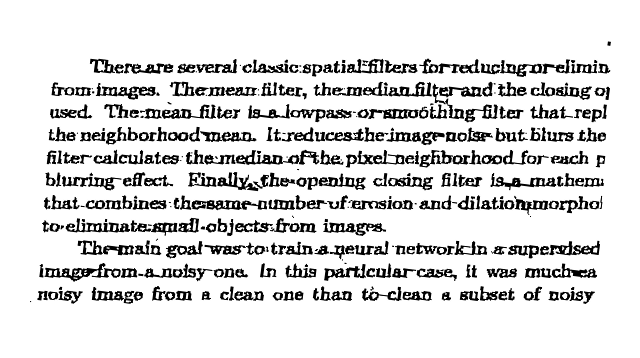 There are several classic spatial filters for reducing or elimin
from images. The mean filter, the median filter and the closing op
used. The mean filter is a lowpass or smoothing filter that repl
the neighborhood mean. It reduces the image noise but blurs the
filter calculates the median of the pixel neighborhood for each p
blurring effect. Finally, the opening closing filter is a mathema
that combines the same number of erosion and dilation morphol
to eliminate small objects from images.
The main goal was to train a neural network in a supervised
image from a noisy one. In this particular case, it was much ea
noisy image from a clean one than to clean a subset of noisy